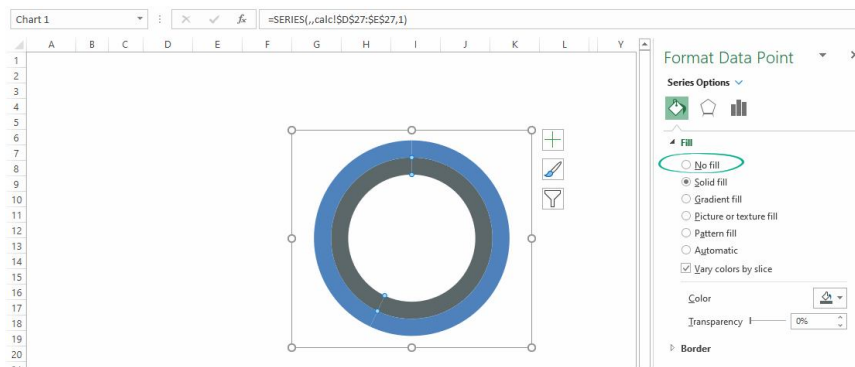 Chart 1 fx =SERIES(,,calc!$D$27:$E$27,1)
A B C D E F G H I J K L Y
1
2
3
4
5
6
7
8
9
10
11
12
13
14
15
16
17
18
19
20
Format Data Point
Series Options
Fill
No fill
Solid fill
Gradient fill
Picture or texture fill
Pattern fill
Automatic
Vary colors by slice
Color
Transparency 0%
Border